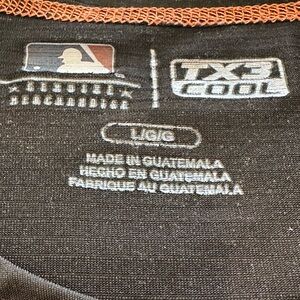 GENUINE
MERCHANDISE
TX3
COOL
L/G/G
MADE IN GUATEMALA
HECHO EN GUATEMALA
FABRIQUE AU GUATEMALA